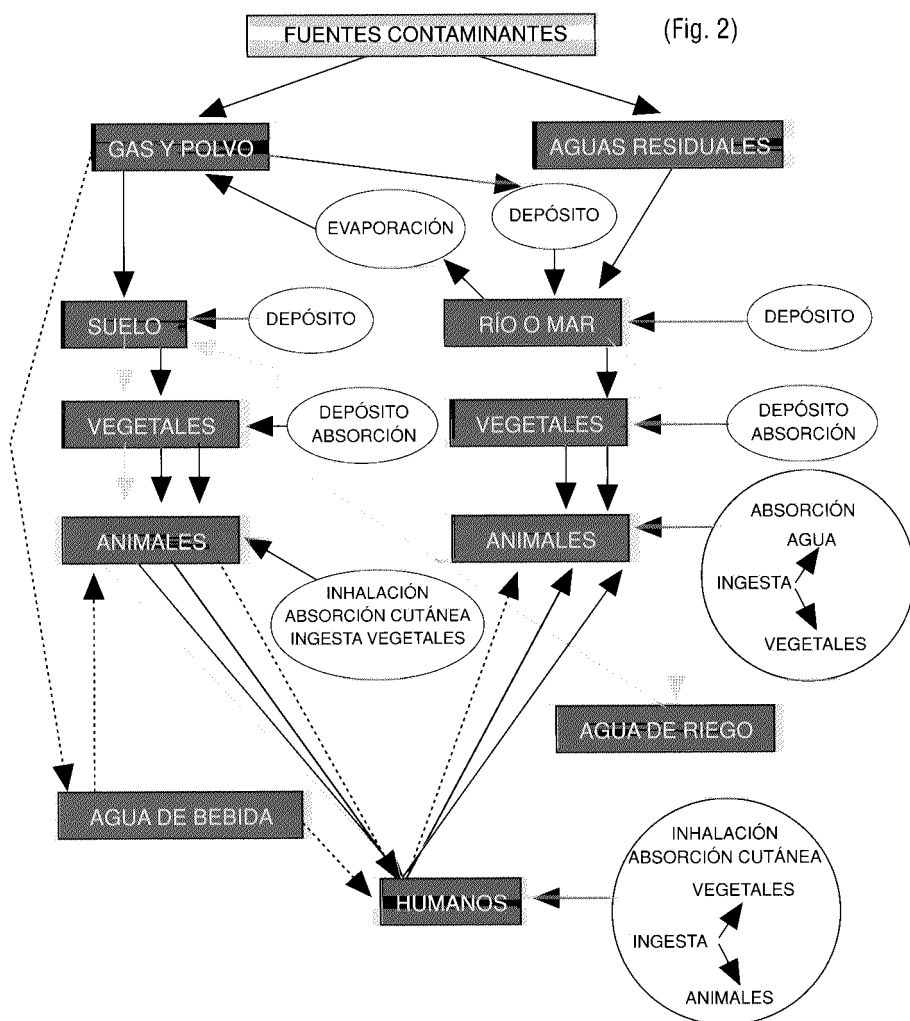 FUENTES CONTAMINANTES
(Fig. 2)
GAS Y POLVO
AGUAS RESIDUALES
EVAPORACIÓN
DEPÓSITO
SUELO
DEPÓSITO
RÍO O MAR
DEPÓSITO
VEGETALES
DEPÓSITO
ABSORCIÓN
VEGETALES
DEPÓSITO
ABSORCIÓN
ANIMALES
INHALACIÓN
ABSORCIÓN CUTÁNEA
INGESTA VEGETALES
ANIMALES
ABSORCIÓN
AGUA
INGESTA
VEGETALES
AGUA DE RIEGO
AGUA DE BEBIDA
HUMANOS
INHALACIÓN
ABSORCIÓN CUTÁNEA
VEGETALES
INGESTA
ANIMALES